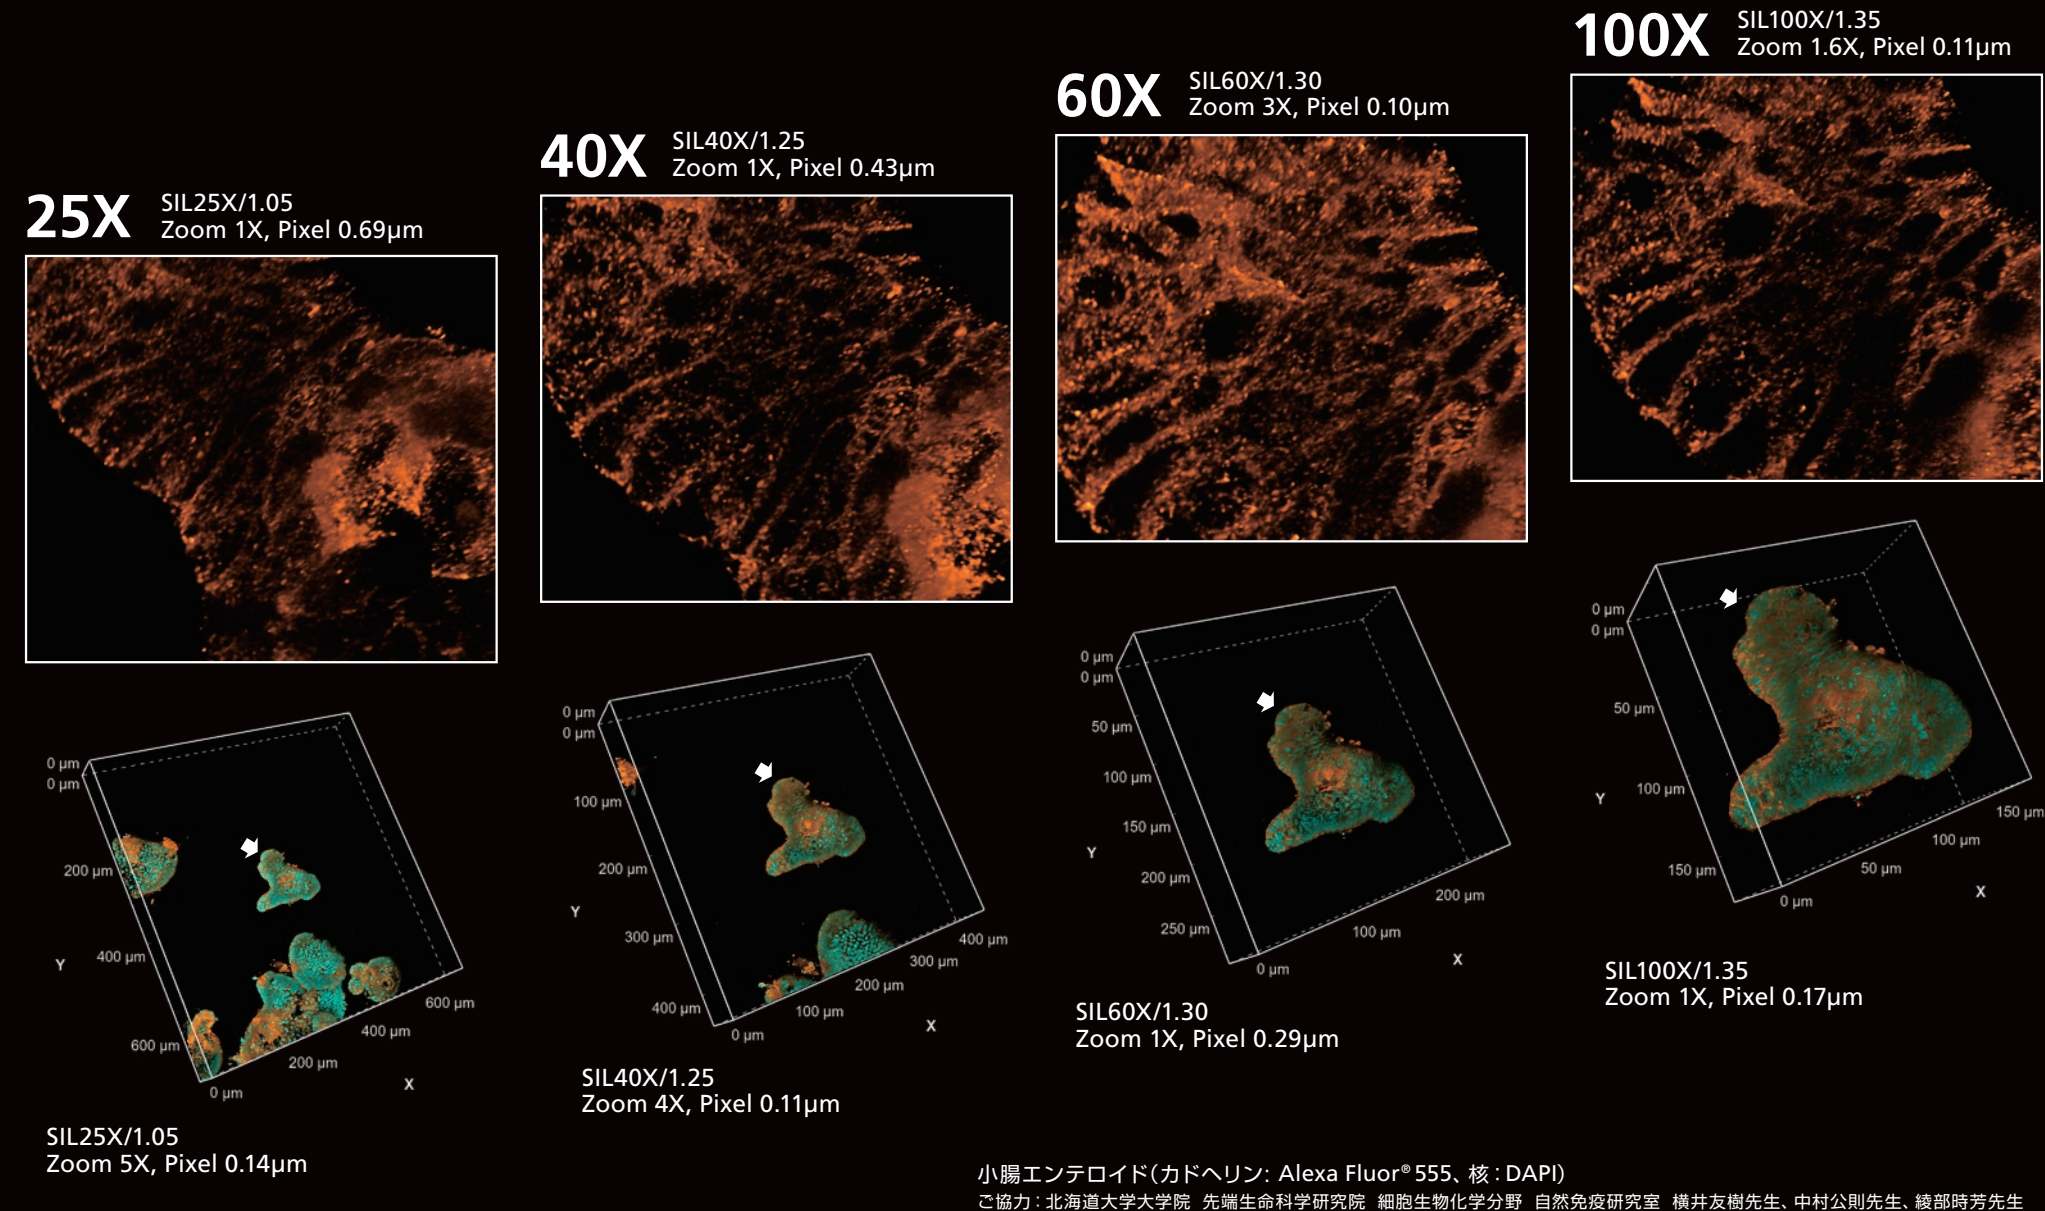 25X
SIL25X/1.05
Zoom 1X, Pixel 0.69µm
40X
SIL40X/1.25
Zoom 1X, Pixel 0.43µm
60X
SIL60X/1.30
Zoom 3X, Pixel 0.10µm
100X
SIL100X/1.35
Zoom 1.6X, Pixel 0.11µm
0 µm
0 µm
200 µm
400 µm
600 µm
Y
0 µm
200 µm
400 µm
600 µm
X
SIL25X/1.05
Zoom 5X, Pixel 0.14µm
0 µm
0 µm
100 µm
200 µm
300 µm
400 µm
Y
0 µm
100 µm
200 µm
300 µm
400 µm
X
SIL40X/1.25
Zoom 4X, Pixel 0.11µm
0 µm
0 µm
50 µm
100 µm
150 µm
200 µm
250 µm
Y
0 µm
100 µm
200 µm
X
SIL60X/1.30
Zoom 1X, Pixel 0.29µm
0 µm
0 µm
50 µm
100 µm
150 µm
Y
0 µm
50 µm
100 µm
150 µm
X
SIL100X/1.35
Zoom 1X, Pixel 0.17µm
小腸エンテロイド（カドヘリン: Alexa Fluor® 555、核：DAPI）
ご協力：北海道大学大学院 先端生命科学研究院 細胞生物化学分野 自然免疫研究室 横井友樹先生、中村公則先生、綾部時芳先生